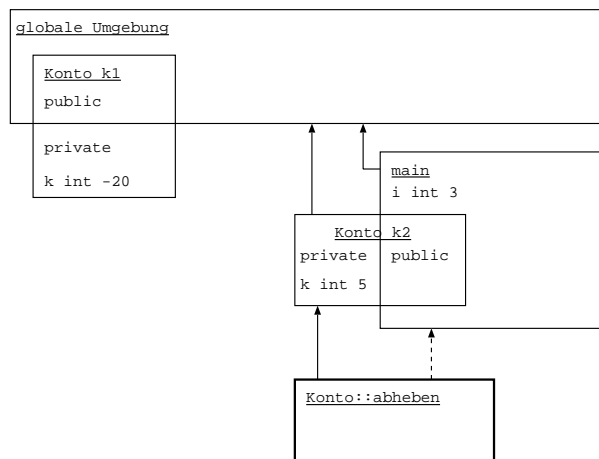 globale Umgebung
Konto k1
public
private
k int -20
main
i int 3
Konto k2
private public
k int 5
Konto::abheben